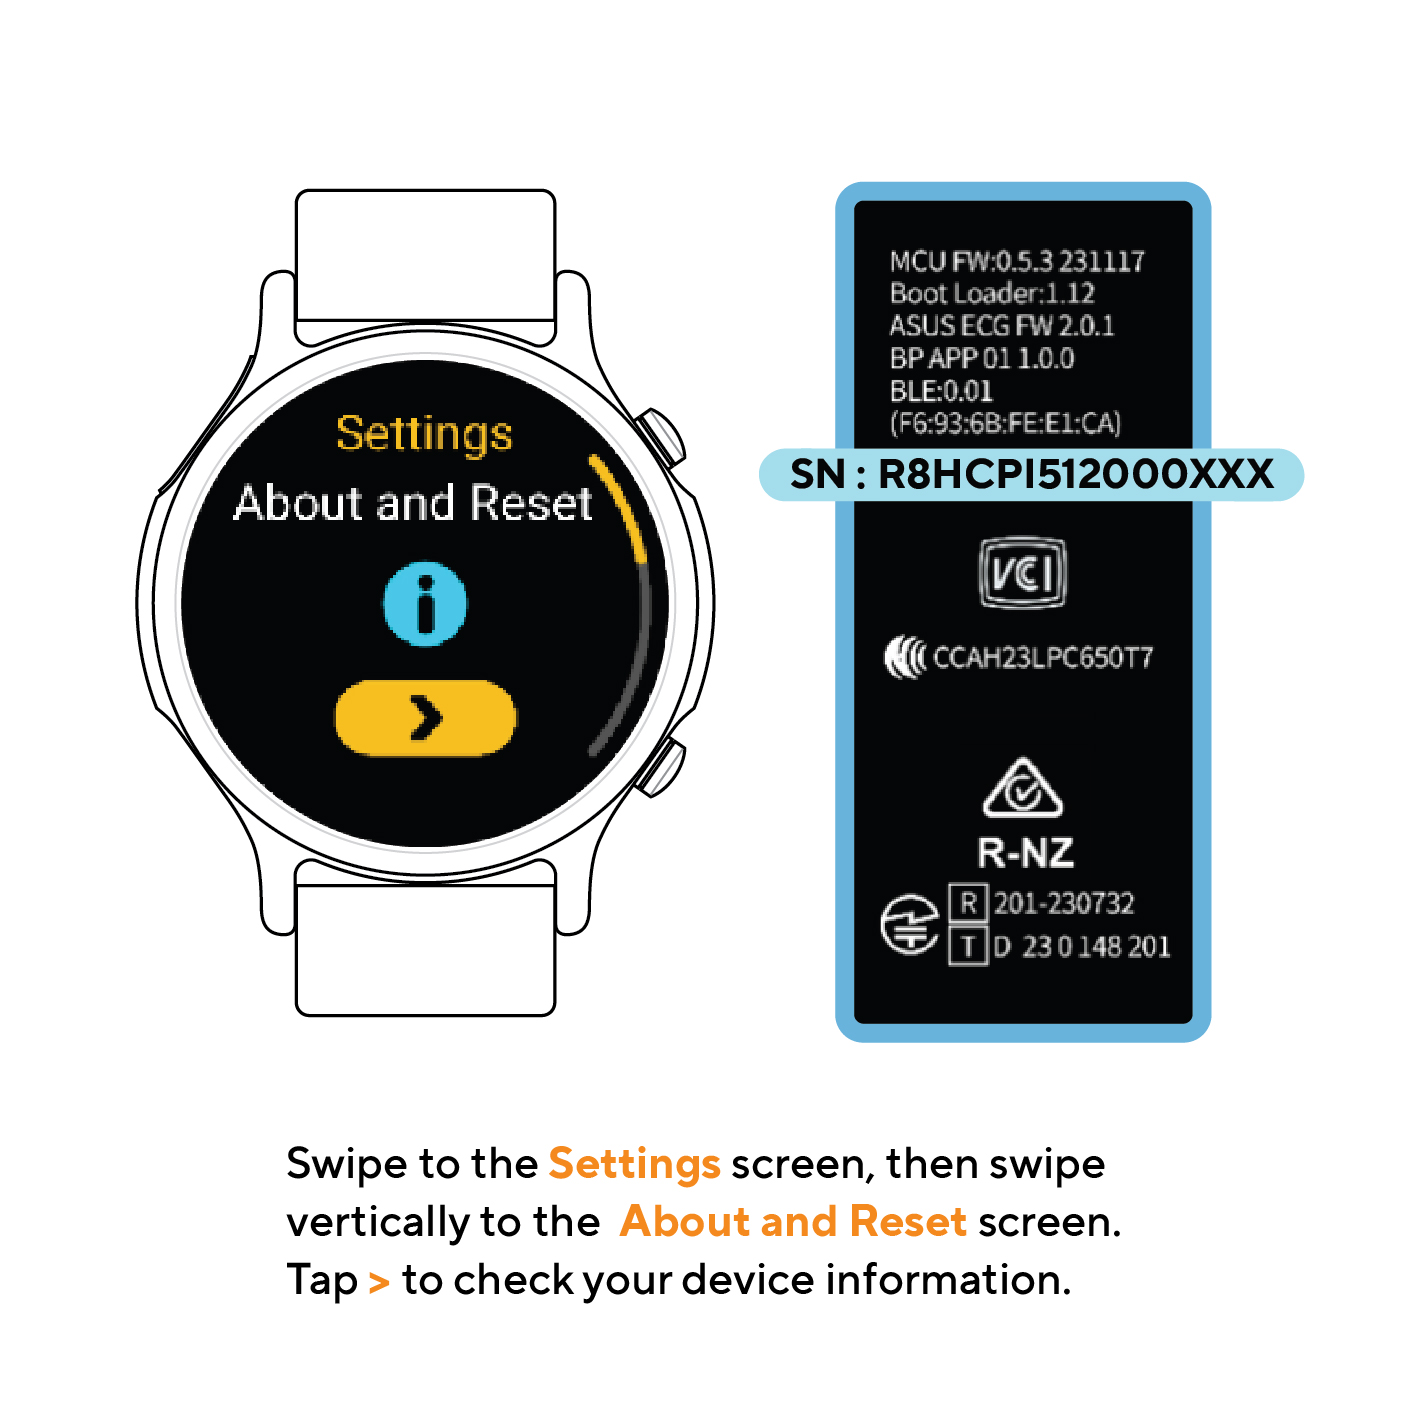 Settings
About and Reset
MCU FW:0.5.3 231117
Boot Loader:1.12
ASUS ECG FW 2.0.1
BP APP 01 1.0.0
BLE:0.01
(F6:93:6B:FE:E1:CA)
SN : R8HCPI512000XXX
VCI
CCAH23LPC650T7
R-NZ
R 201-230732
T D 23 0 148 201
Swipe to the Settings screen, then swipe
vertically to the About and Reset screen.
Tap > to check your device information.